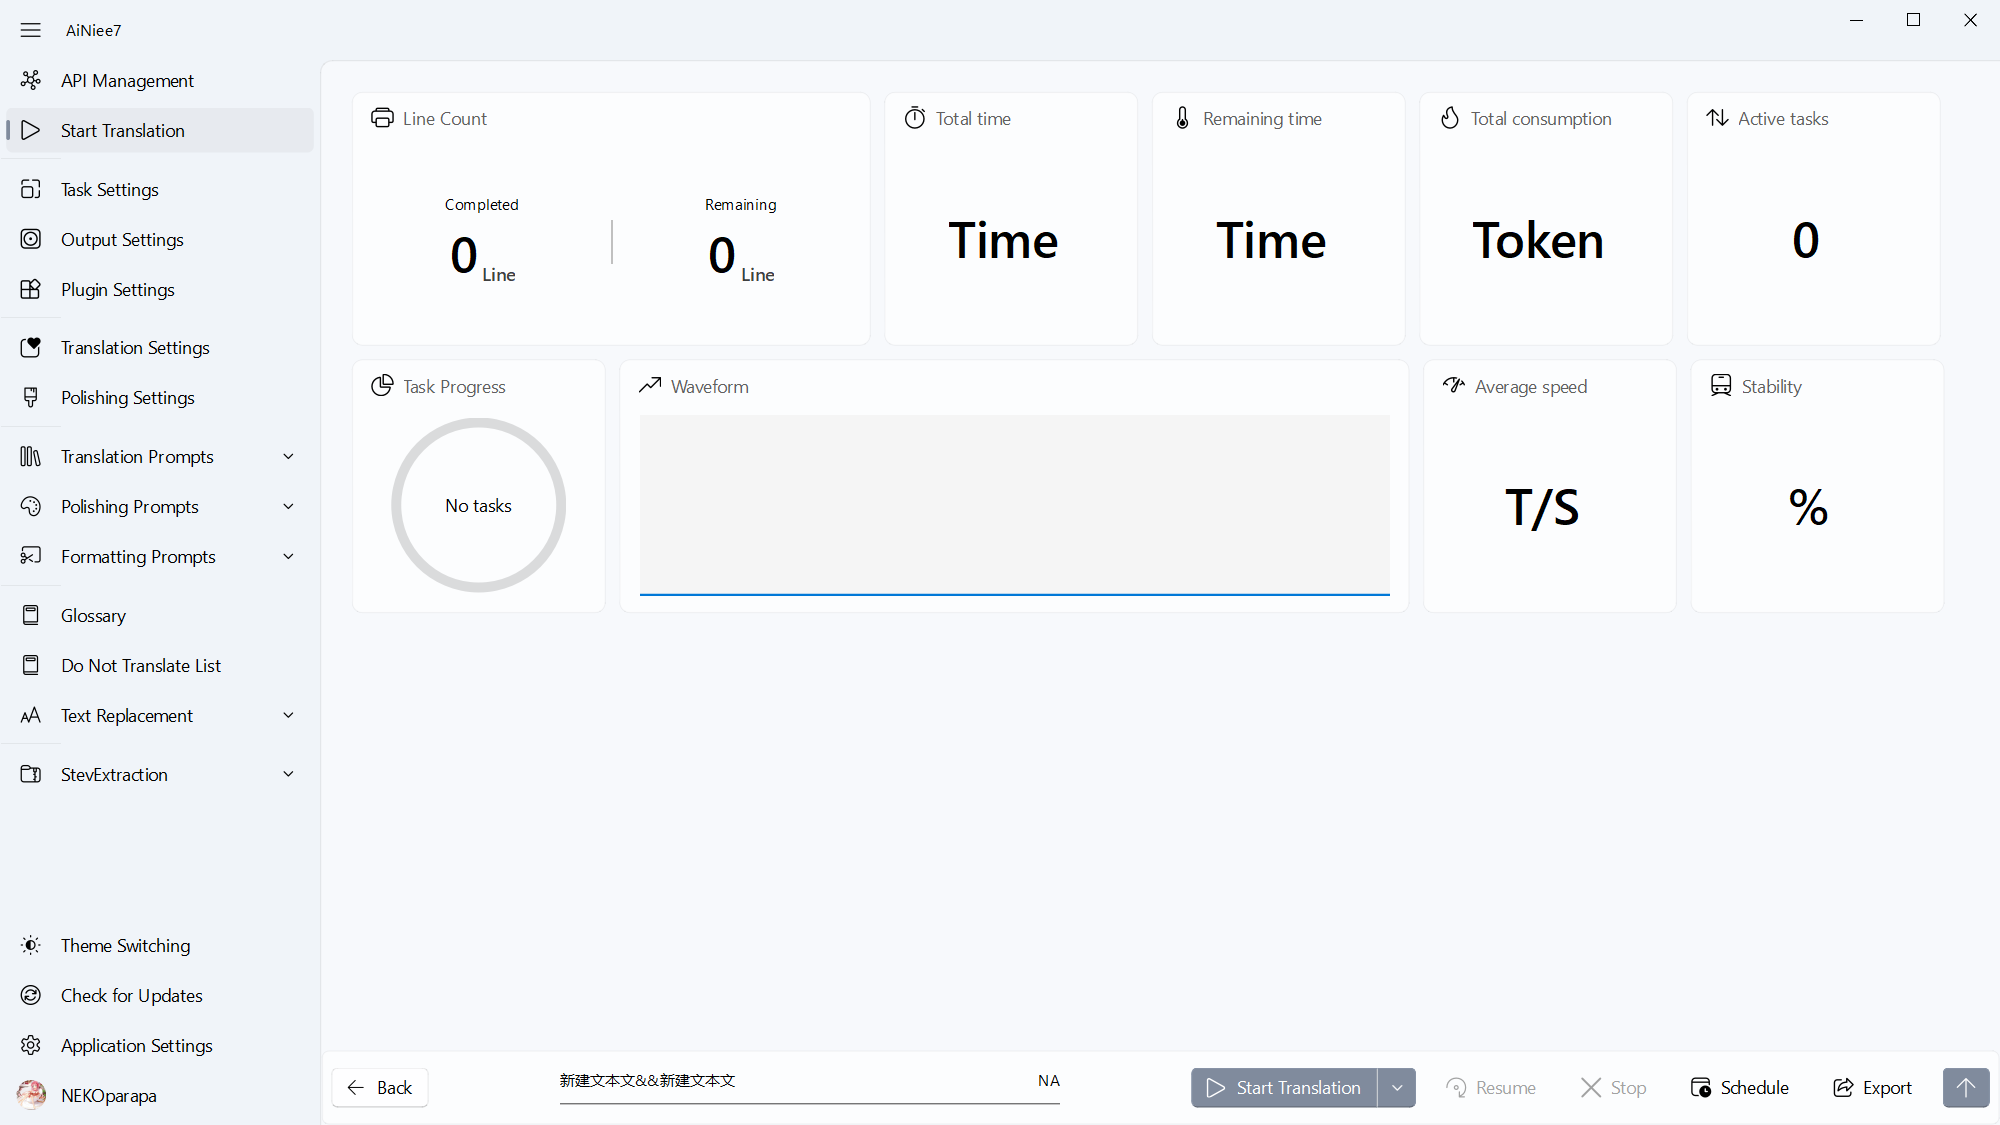 AiNiee7
API Management
Start Translation
Task Settings
Output Settings
Plugin Settings
Translation Settings
Polishing Settings
Translation Prompts
Polishing Prompts
Formatting Prompts
Glossary
Do Not Translate List
Text Replacement
StevExtraction
Theme Switching
Check for Updates
Application Settings
NEKOparapa
Line Count
Completed
0 Line
Remaining
0 Line
Total time
Time
Remaining time
Time
Total consumption
Token
Active tasks
0
Task Progress
No tasks
Waveform
Average speed
T/S
Stability
%
Back
新建文本文&&新建文本文
NA
Start Translation
Resume
Stop
Schedule
Export